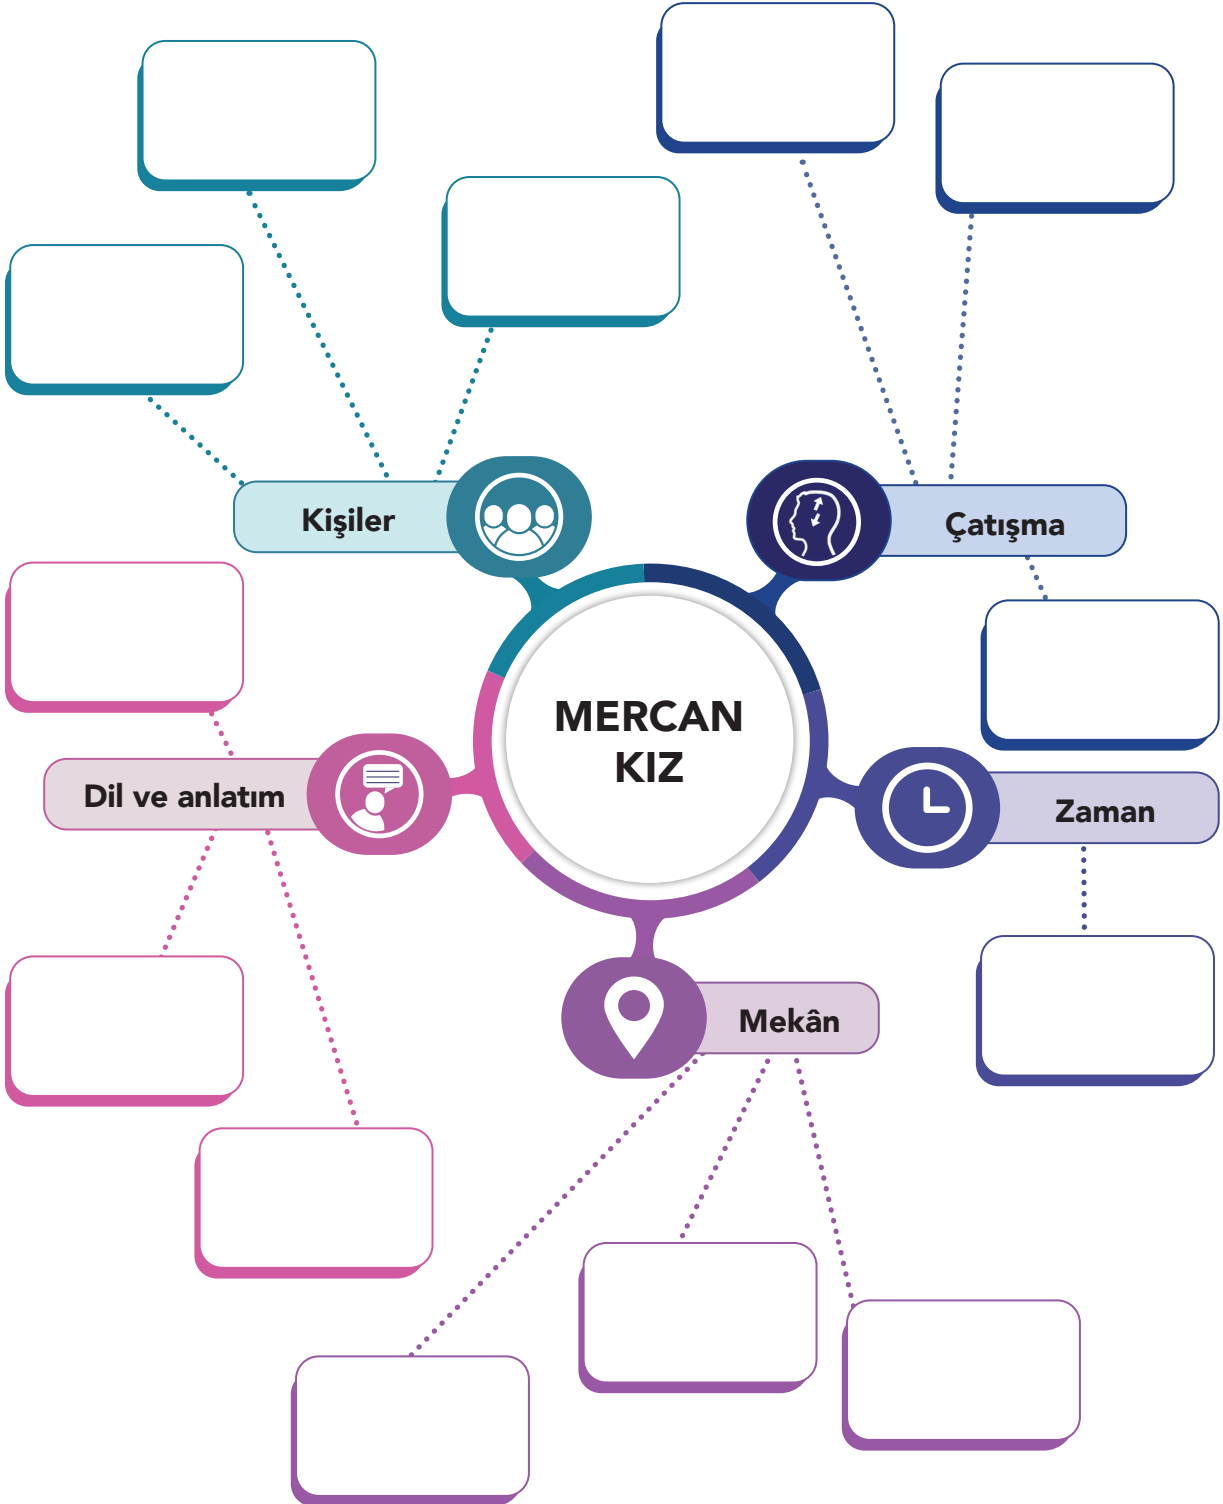 Kişiler
Çatışma
MERCAN
KIZ
Dil ve anlatım
Zaman
Mekân